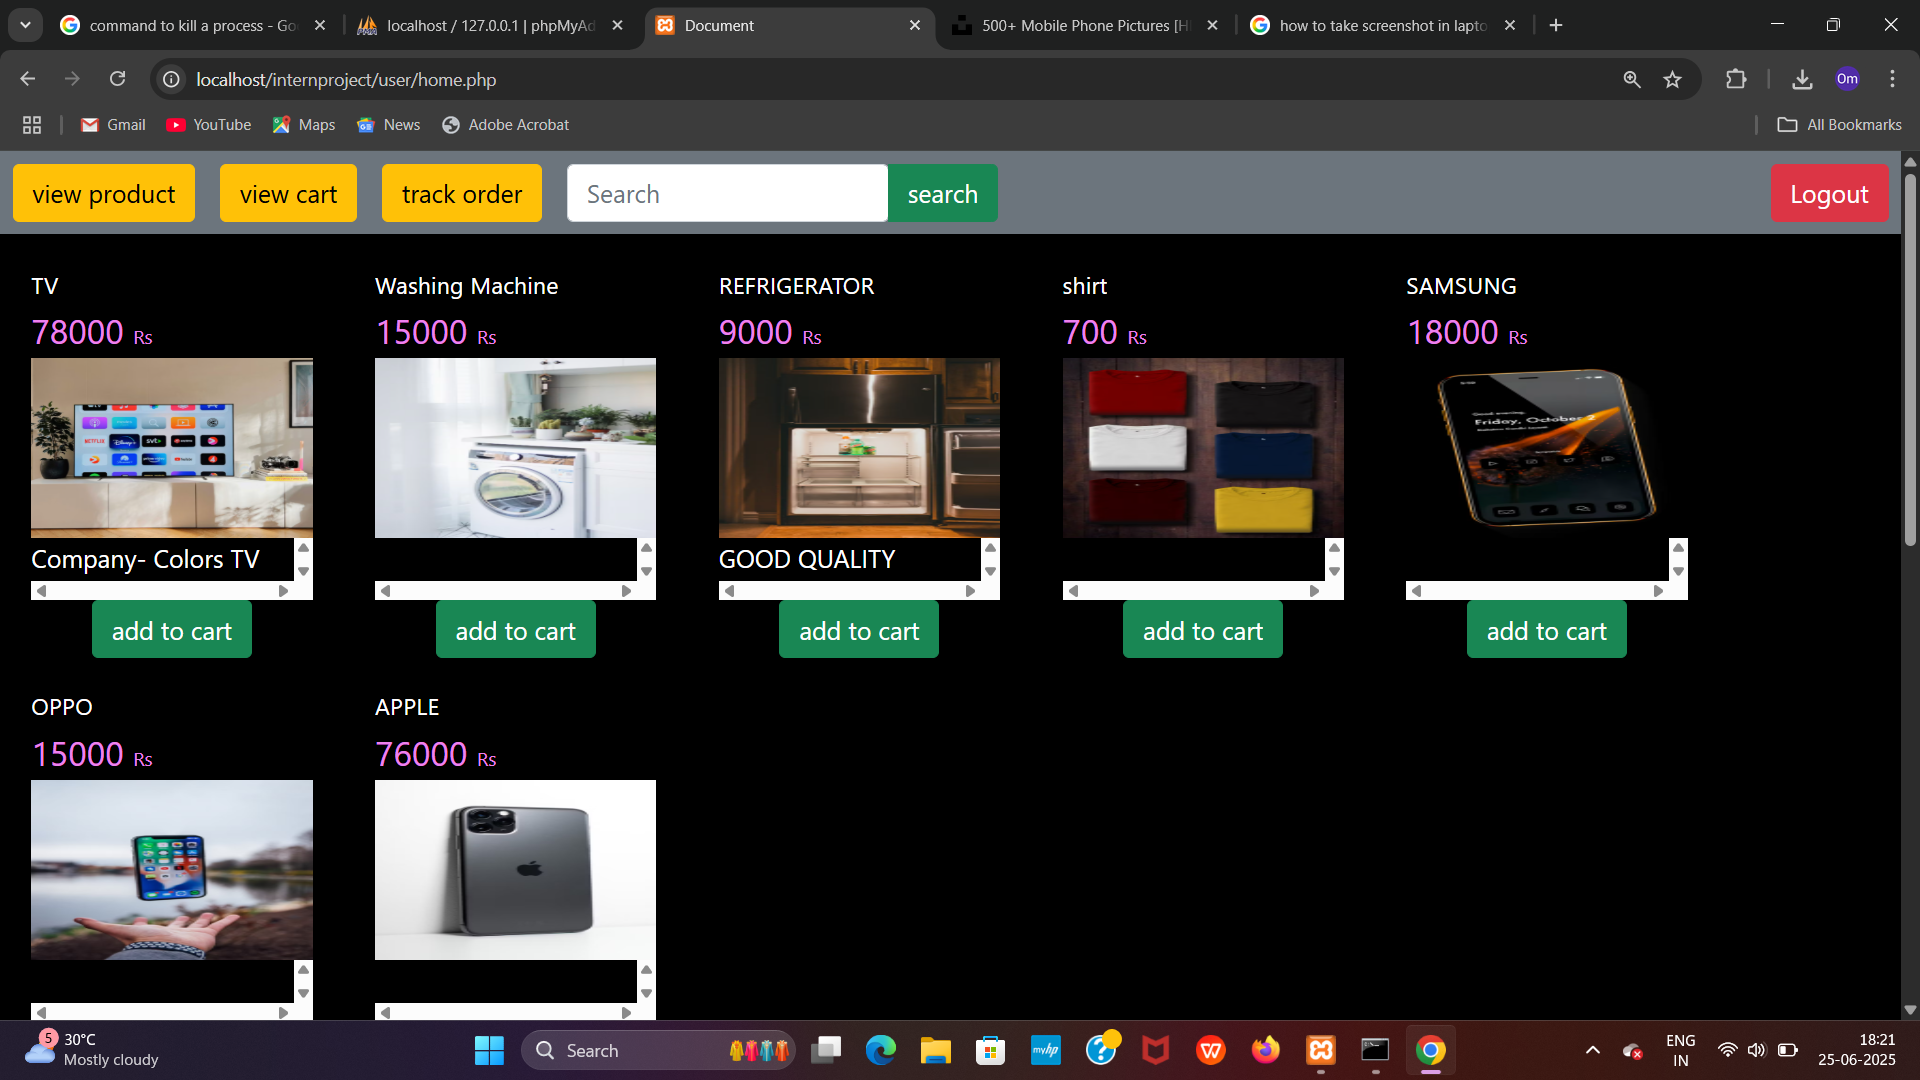 command to kill a process - Go
localhost / 127.0.0.1 | phpMyAd
Document
500+ Mobile Phone Pictures [H
how to take screenshot in lapto
localhost/internproject/user/home.php
Om
Gmail
YouTube
Maps
News
Adobe Acrobat
All Bookmarks
view product
view cart
track order
Search
search
Logout
TV
Washing Machine
REFRIGERATOR
shirt
SAMSUNG
78000 Rs
15000 Rs
9000 Rs
700 Rs
18000 Rs
NETFLIX
Disney+
svt
Friday, October 2
Company- Colors TV
GOOD QUALITY
add to cart
add to cart
add to cart
add to cart
add to cart
OPPO
APPLE
15000 Rs
76000 Rs
5
30°C
Mostly cloudy
Search
myhp
ENG
IN
18:21
25-06-2025